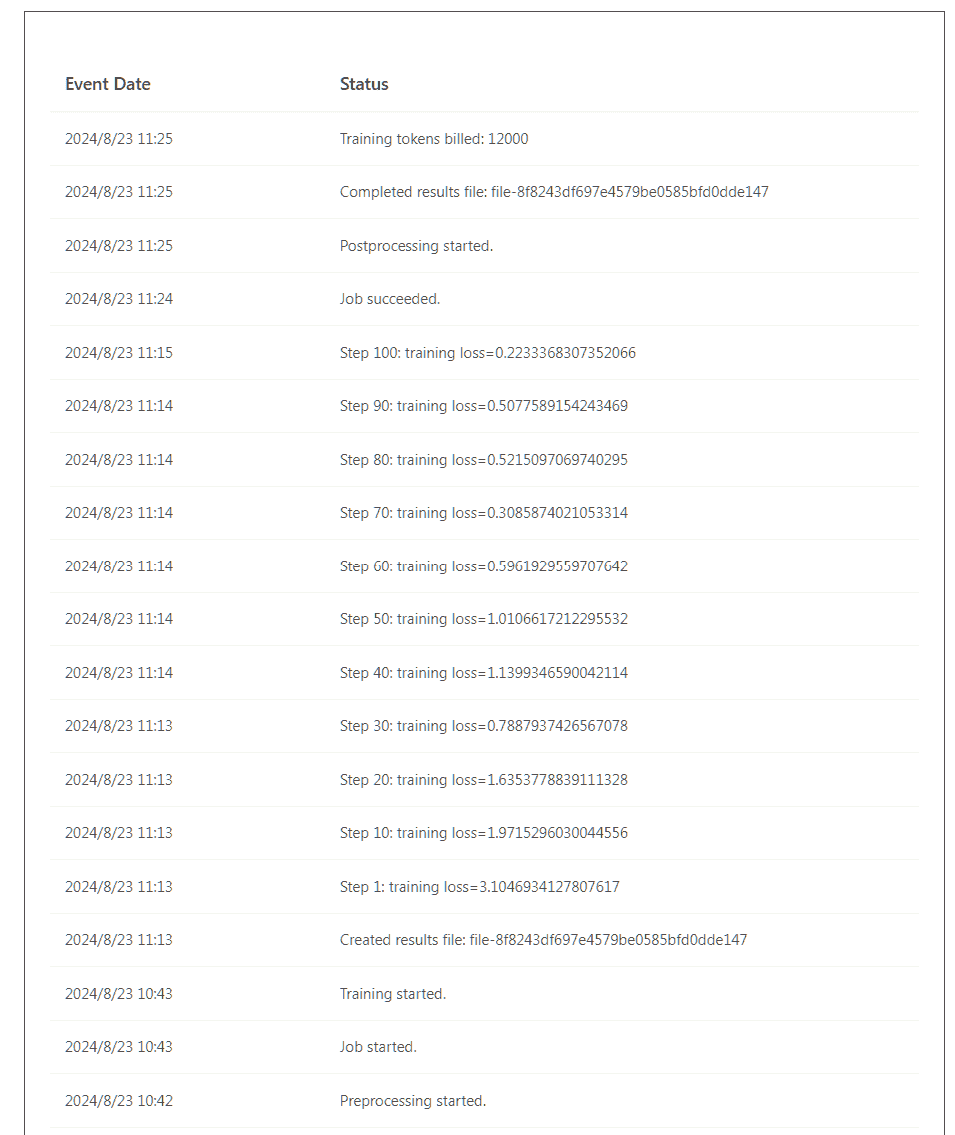 Event Date Status
2024/8/23 11:25 Training tokens billed: 12000
2024/8/23 11:25 Completed results file: file-8f8243df697e4579be0585bfd0dde147
2024/8/23 11:25 Postprocessing started.
2024/8/23 11:24 Job succeeded.
2024/8/23 11:15 Step 100: training loss=0.2233368307352066
2024/8/23 11:14 Step 90: training loss=0.5077589154243469
2024/8/23 11:14 Step 80: training loss=0.5215097069740295
2024/8/23 11:14 Step 70: training loss=0.3085874021053314
2024/8/23 11:14 Step 60: training loss=0.5961929559707642
2024/8/23 11:14 Step 50: training loss=1.0106617212295532
2024/8/23 11:14 Step 40: training loss=1.1399346590042114
2024/8/23 11:13 Step 30: training loss=0.7887937426567078
2024/8/23 11:13 Step 20: training loss=1.6353778839111328
2024/8/23 11:13 Step 10: training loss=1.9715296030044556
2024/8/23 11:13 Step 1: training loss=3.1046934127807617
2024/8/23 11:13 Created results file: file-8f8243df697e4579be0585bfd0dde147
2024/8/23 10:43 Training started.
2024/8/23 10:43 Job started.
2024/8/23 10:42 Preprocessing started.